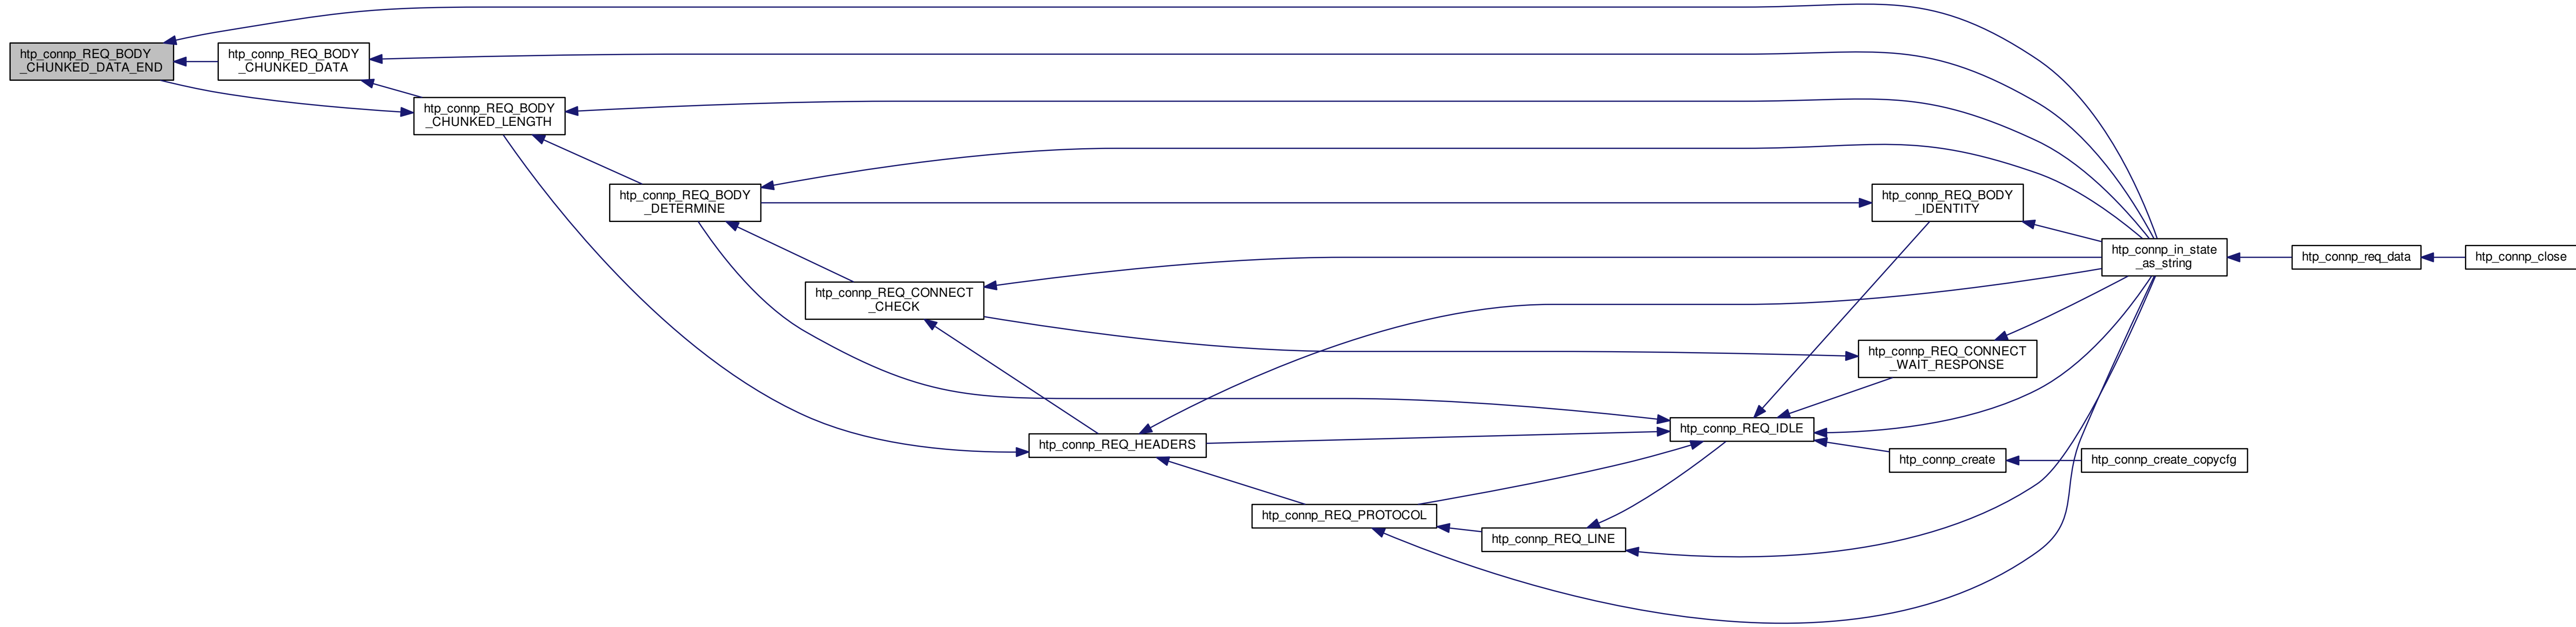 htp_connp_REQ_BODY
_CHUNKED_DATA_END
htp_connp_REQ_BODY
_CHUNKED_DATA
htp_connp_REQ_BODY
_CHUNKED_LENGTH
htp_connp_REQ_BODY
_DETERMINE
htp_connp_REQ_BODY
_IDENTITY
htp_connp_in_state
_as_string
htp_connp_req_data
htp_connp_close
htp_connp_REQ_CONNECT
_CHECK
htp_connp_REQ_CONNECT
_WAIT_RESPONSE
htp_connp_REQ_IDLE
htp_connp_REQ_HEADERS
htp_connp_create
htp_connp_create_copycfg
htp_connp_REQ_PROTOCOL
htp_connp_REQ_LINE